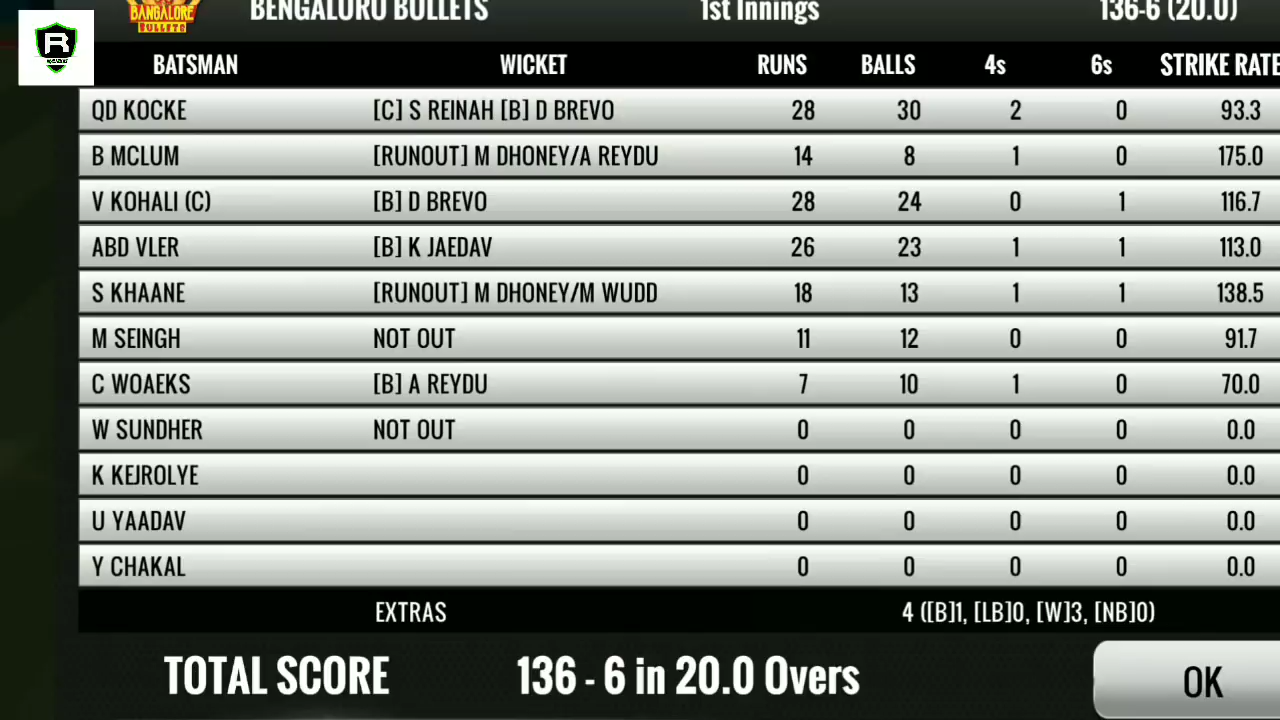 BANGALORE
BULLETS
BENGALURU BULLETS 1st Innings 136-6 (20.0)
R
BATSMAN WICKET RUNS BALLS 4s 6s STRIKE RATE
QD KOCKE [C] S REINAH [B] D BREVO 28 30 2 0 93.3
B MCLUM [RUNOUT] M DHONEY/A REYDU 14 8 1 0 175.0
V KOHALI (C) [B] D BREVO 28 24 0 1 116.7
ABD VLER [B] K JAEDAV 26 23 1 1 113.0
S KHAANE [RUNOUT] M DHONEY/M WUDD 18 13 1 1 138.5
M SEINGH NOT OUT 11 12 0 0 91.7
C WOAEKS [B] A REYDU 7 10 1 0 70.0
W SUNDHER NOT OUT 0 0 0 0 0.0
K KEJROLYE 0 0 0 0 0.0
U YAADAV 0 0 0 0 0.0
Y CHAKAL 0 0 0 0 0.0
EXTRAS 4 ([B]1, [LB]0, [W]3, [NB]0)
TOTAL SCORE 136 - 6 in 20.0 Overs OK